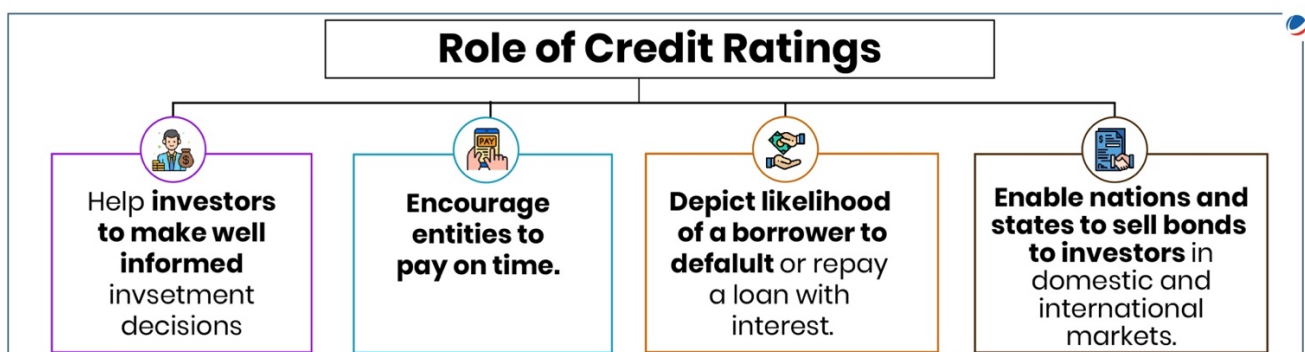 Role of Credit Ratings
PAY
Help investors
to make well
informed
invsetment
decisions
Encourage
entities to
pay on time.
Depict likelihood
of a borrower to
defalult or repay
a loan with
interest.
$
Enable nations and
states to sell bonds
to investors in
domestic and
international
markets.